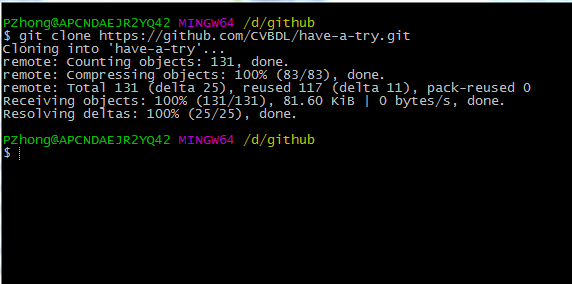 PZhong@APCNDAEJR2YQ42 MINGW64 /d/github
$ git clone https://github.com/CVBDL/have-a-try.git
Cloning into 'have-a-try'...
remote: Counting objects: 131, done.
remote: Compressing objects: 100% (83/83), done.
remote: Total 131 (delta 25), reused 117 (delta 11), pack-reused 0
Receiving objects: 100% (131/131), 81.60 KiB | 0 bytes/s, done.
Resolving deltas: 100% (25/25), done.
PZhong@APCNDAEJR2YQ42 MINGW64 /d/github
$